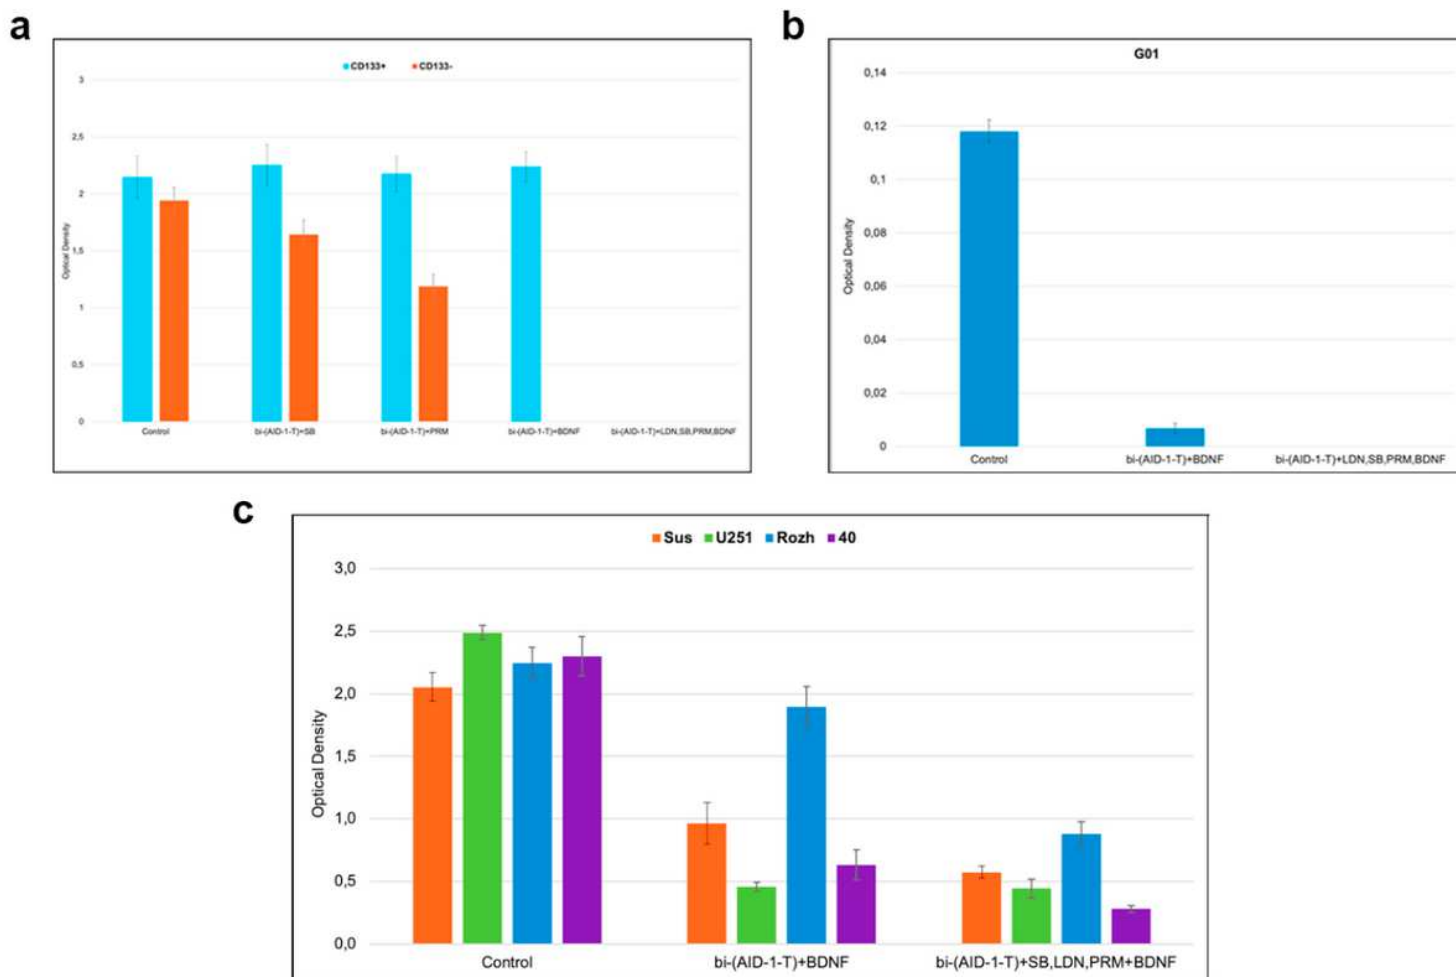 a
CD133+ CD133-
3
2,5
2
1,5
1
0,5
0
Optical Density
Control bi-(AID-1-T)+SB bi-(AID-1-T)+PRM bi-(AID-1-T)+BDNF bi-(AID-1-T)+LDN,SB,PRM,BDNF
b
G01
0,14
0,12
0,1
0,08
0,06
0,04
0,02
0
Optical Density
Control bi-(AID-1-T)+BDNF bi-(AID-1-T)+LDN,SB,PRM,BDNF
c
Sus U251 Rozh 40
3,0
2,5
2,0
1,5
1,0
0,5
0,0
Optical Density
Control bi-(AID-1-T)+BDNF bi-(AID-1-T)+SB,LDN,PRM+BDNF